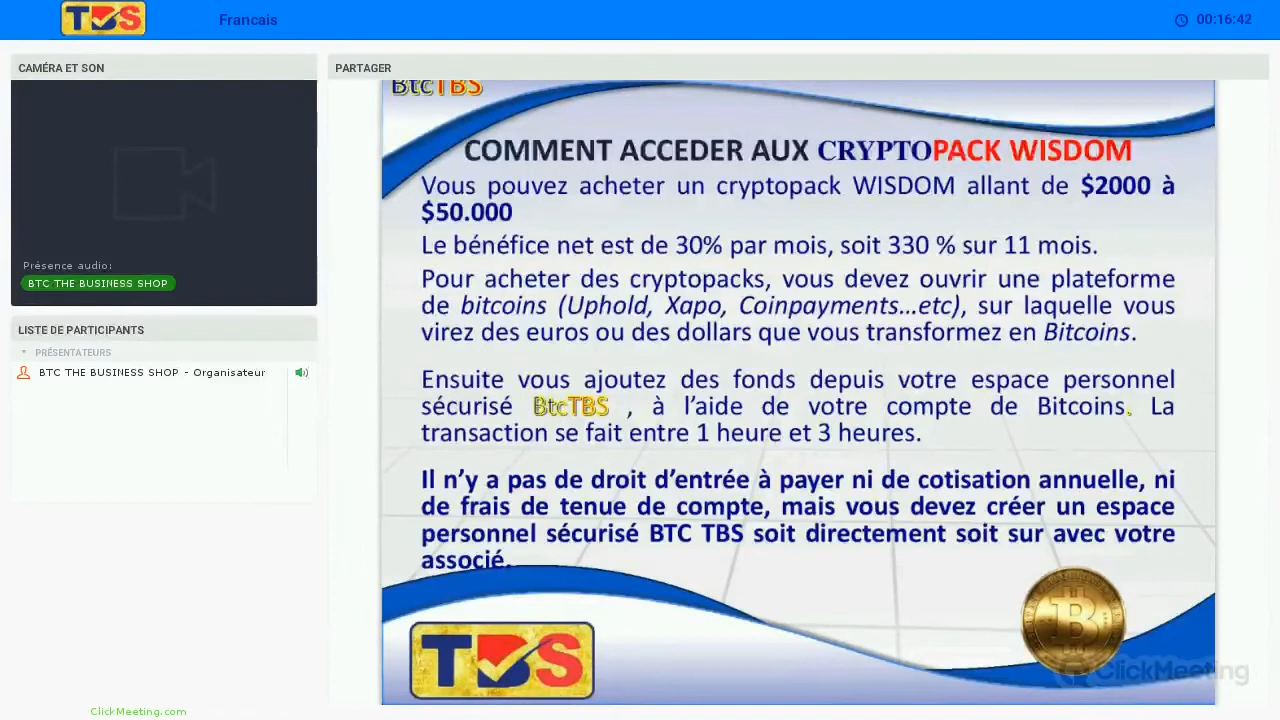 TBS
Francais
00:16:42
CAMÉRA ET SON
Présence audio:
BTC THE BUSINESS SHOP
LISTE DE PARTICIPANTS
PRÉSENTATEURS
BTC THE BUSINESS SHOP - Organisateur
ClickMeeting.com
PARTAGER
BtcTBS
COMMENT ACCEDER AUX CRYPTOPACK WISDOM
Vous pouvez acheter un cryptopack WISDOM allant de $2000 à
$50.000
Le bénéfice net est de 30% par mois, soit 330 % sur 11 mois.
Pour acheter des cryptopacks, vous devez ouvrir une plateforme
de bitcoins (Uphold, Xapo, Coinpayments...etc), sur laquelle vous
virez des euros ou des dollars que vous transformez en Bitcoins.
Ensuite vous ajoutez des fonds depuis votre espace personnel
sécurisé BtcTBS , à l’aide de votre compte de Bitcoins. La
transaction se fait entre 1 heure et 3 heures.
Il n’y a pas de droit d’entrée à payer ni de cotisation annuelle, ni
de frais de tenue de compte, mais vous devez créer un espace
personnel sécurisé BTC TBS soit directement soit sur avec votre
associé.
TBS
B
ClickMeeting